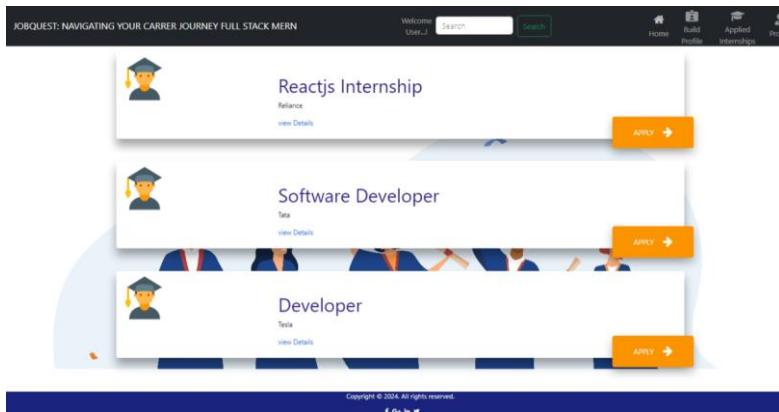 JOBQUEST: NAVIGATING YOUR CARRER JOURNEY FULL STACK MERN
Welcome
User...!
Search
Search
Home
Build
Profile
Applied
Internships
Reactjs Internship
Reliance
view Details
APPLY
Software Developer
Tata
view Details
APPLY
Developer
Tesla
view Details
APPLY
Copyright © 2024. All rights reserved.